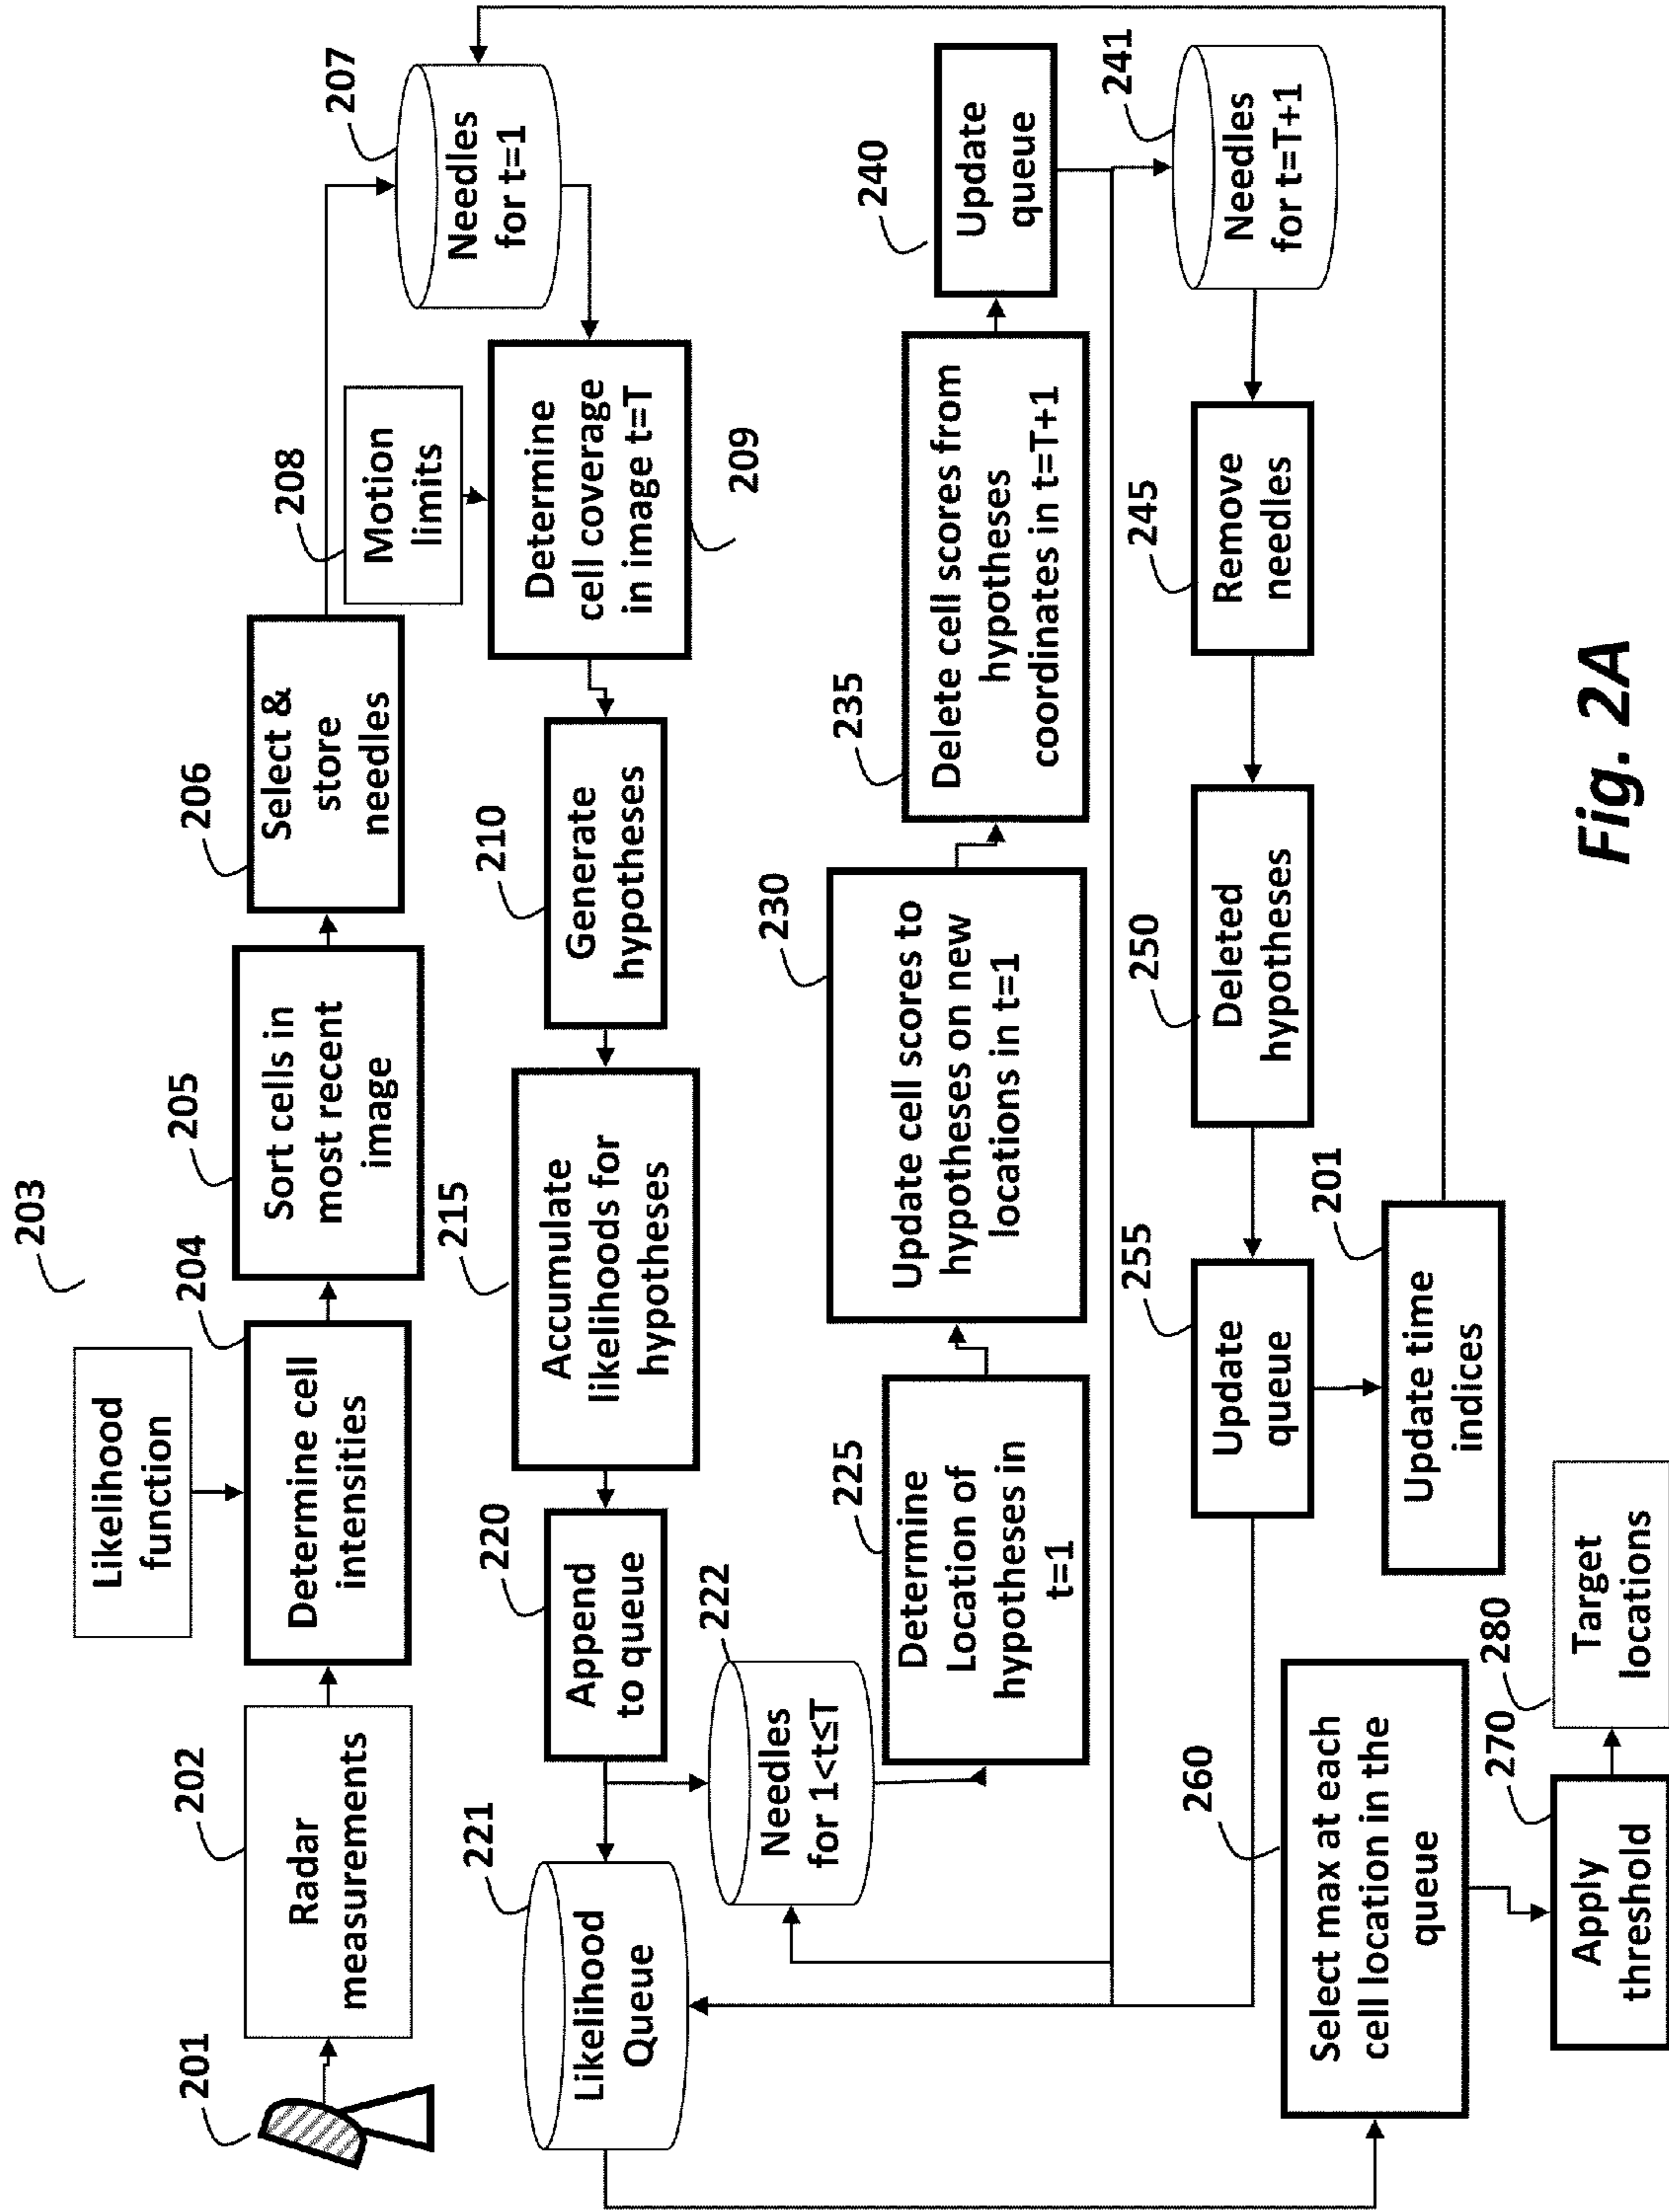 203
Likelihood
function
201
202
Radar
measurements
204
Determine cell
intensities
205
Sort cells in
most recent
image
206
Select &
store
needles
207
Needles
for t=1
208
Motion
limits
209
Determine
cell coverage
in image t=T
210
Generate
hypotheses
215
Accumulate
likelihoods for
hypotheses
220
Append
to queue
221
Likelihood
Queue
222
Needles
for 1<t≤T
225
Determine
Location of
hypotheses in
t=1
230
Update cell scores to
hypotheses on new
locations in t=1
235
Delete cell scores from
hypotheses
coordinates in t=T+1
240
Update
queue
241
Needles
for t=T+1
245
Remove
needles
250
Deleted
hypotheses
255
Update
queue
201
Update time
indices
260
Select max at each
cell location in the
queue
270
Apply
threshold
280
Target
locations
Fig. 2A